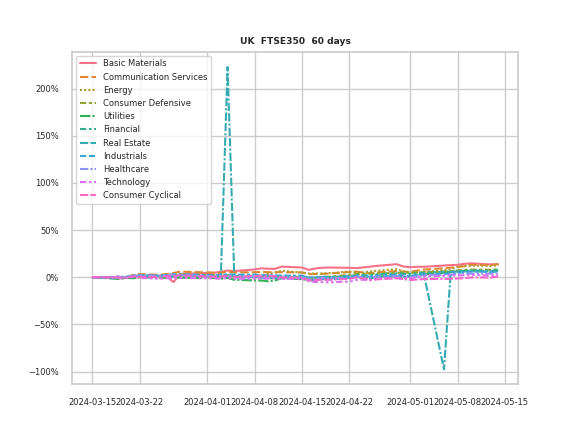 UK  FTSE350  60 days
Basic Materials
Communication Services
Energy
Consumer Defensive
Utilities
Financial
Real Estate
Industrials
Healthcare
Technology
Consumer Cyclical
200%
150%
100%
50%
0%
−50%
−100%
2024-03-15 2024-03-22 2024-04-01 2024-04-08 2024-04-15 2024-04-22 2024-05-01 2024-05-08 2024-05-15